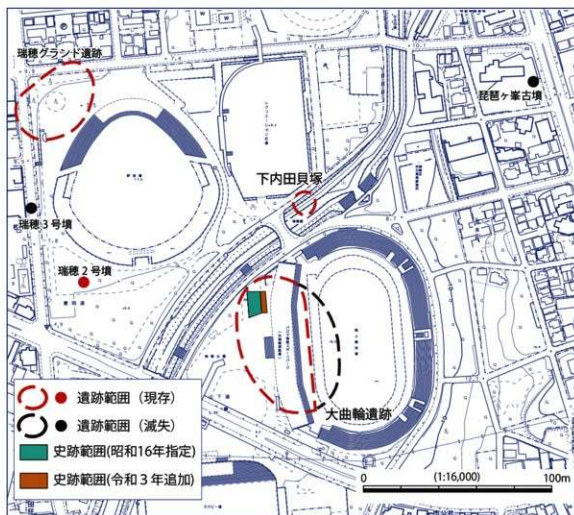 瑞穂グランド遺跡
琵琶ヶ峯古墳
下内田貝塚
瑞穂3号墳
瑞穂2号墳
大曲輪遺跡
遺跡範囲（現存）
遺跡範囲（滅失）
史跡範囲(昭和16年指定)
史跡範囲(令和３年追加)
0 (1:16,000) 100m